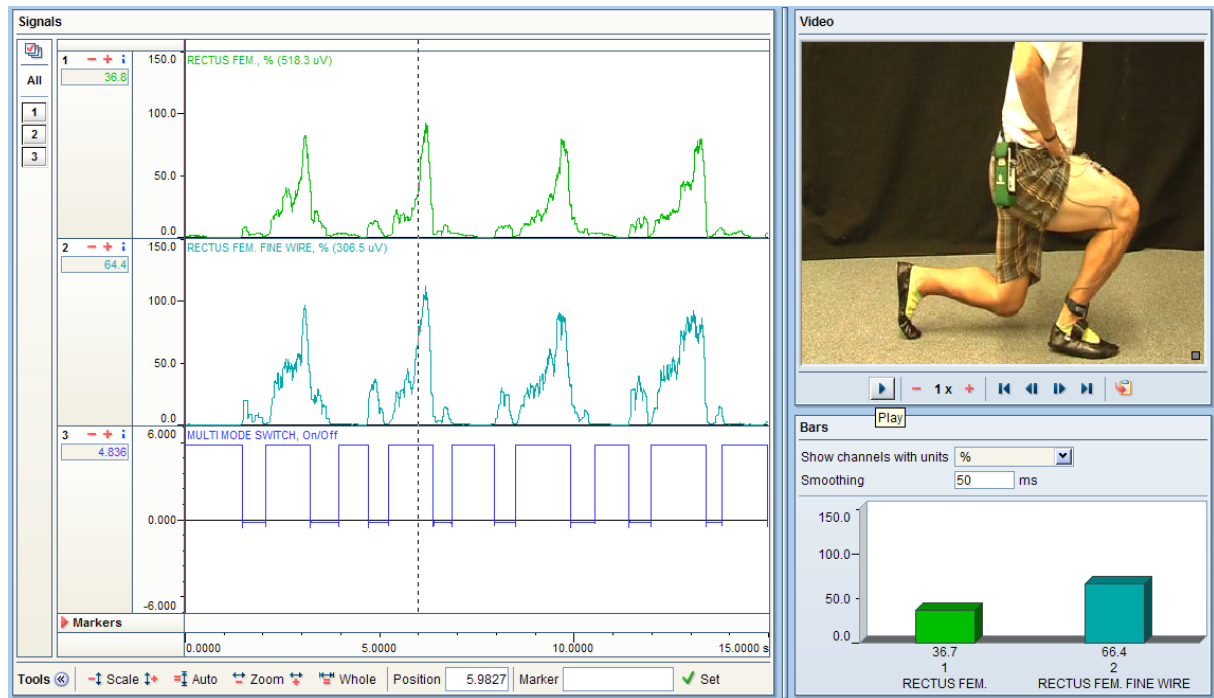 Signals
All
1
2
3
1 − + i
36.8
150.0
100.0
50.0
0.0
RECTUS FEM., % (518.3 uV)
2 − + i
64.4
150.0
100.0
50.0
0.0
RECTUS FEM. FINE WIRE, % (306.5 uV)
3 − + i
4.836
6.000
0.000
-6.000
MULTI MODE SWITCH, On/Off
Markers
0.0000 5.0000 10.0000 15.0000 s
Tools Scale Auto Zoom Whole Position 5.9827 Marker Set
Video
− 1 x +
Play
Bars
Show channels with units %
Smoothing 50 ms
150.0
100.0
50.0
0.0
36.7 66.4
1 2
RECTUS FEM. RECTUS FEM. FINE WIRE